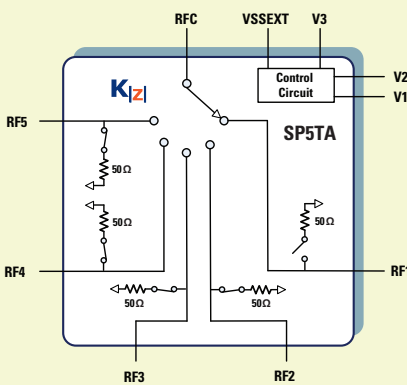 RFC
VSSEXT
V3
K|z|
Control
Circuit
V2
V1
SP5TA
RF5
50Ω
50Ω
50Ω
RF4
RF1
50Ω
50Ω
RF3
RF2